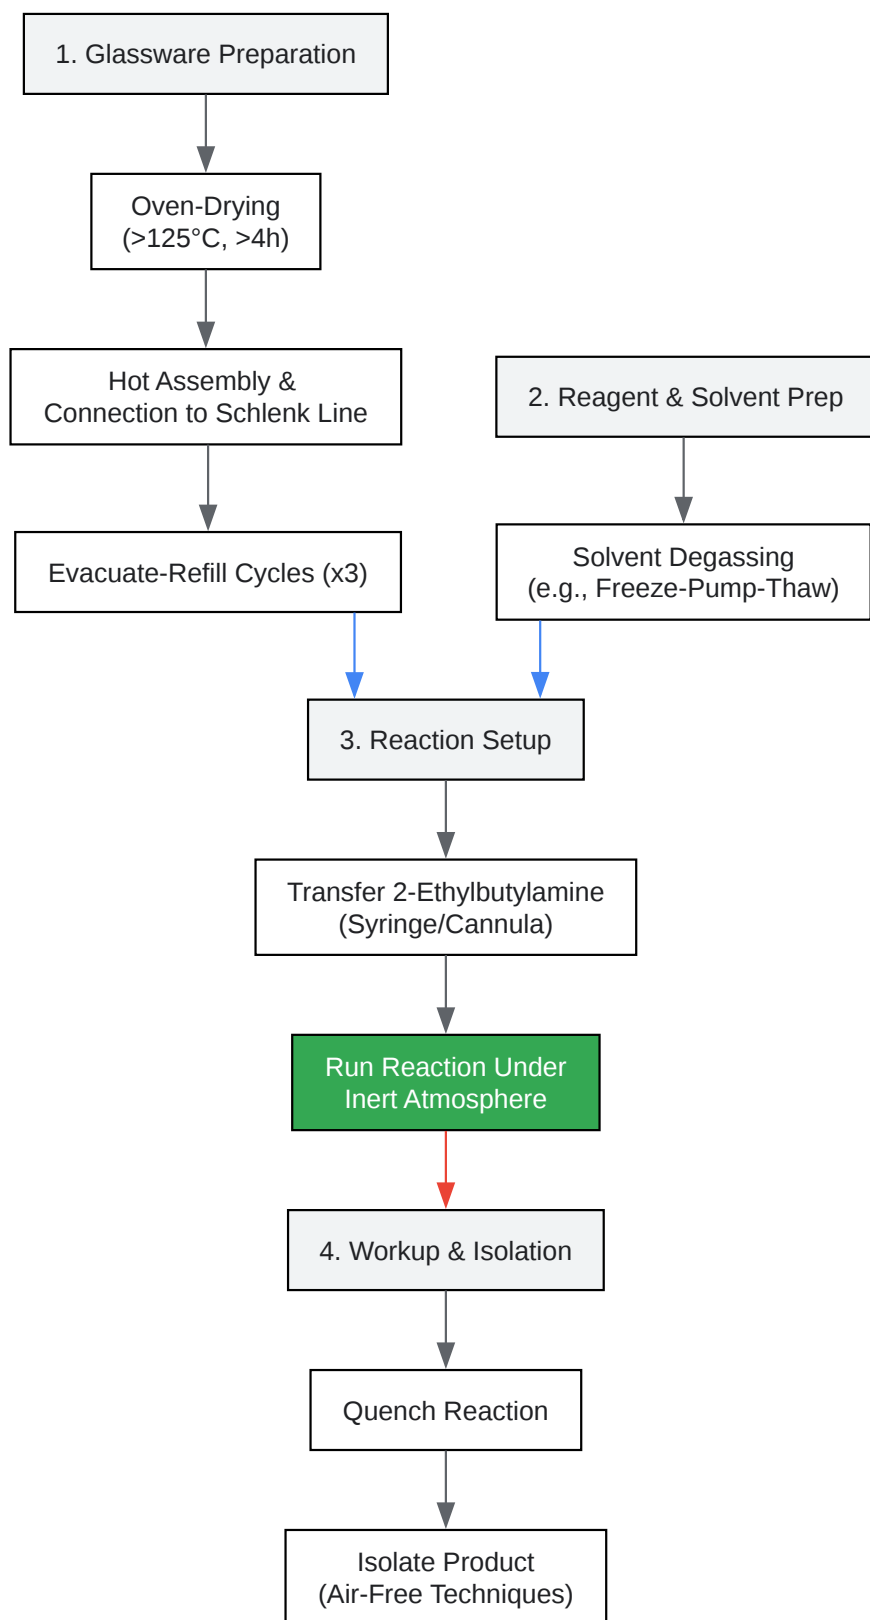 1. Glassware Preparation
Oven-Drying
(>125°C, >4h)
Hot Assembly &
Connection to Schlenk Line
Evacuate-Refill Cycles (x3)
2. Reagent & Solvent Prep
Solvent Degassing
(e.g., Freeze-Pump-Thaw)
3. Reaction Setup
Transfer 2-Ethylbutylamine
(Syringe/Cannula)
Run Reaction Under
Inert Atmosphere
4. Workup & Isolation
Quench Reaction
Isolate Product
(Air-Free Techniques)